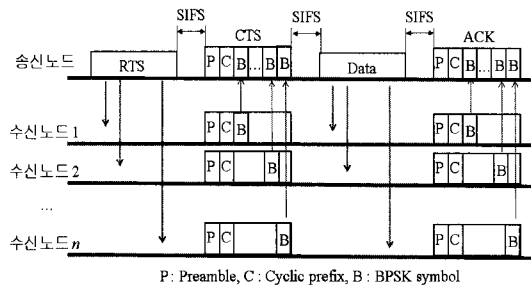 SIFS SIFS SIFS
CTS ACK
송신노드 RTS P C B ... B B Data P C B ... B B
수신노드 1 P C B P C B
수신노드 2 P C B P C B
...
수신노드 n P C B P C B
P : Preamble, C : Cyclic prefix, B : BPSK symbol